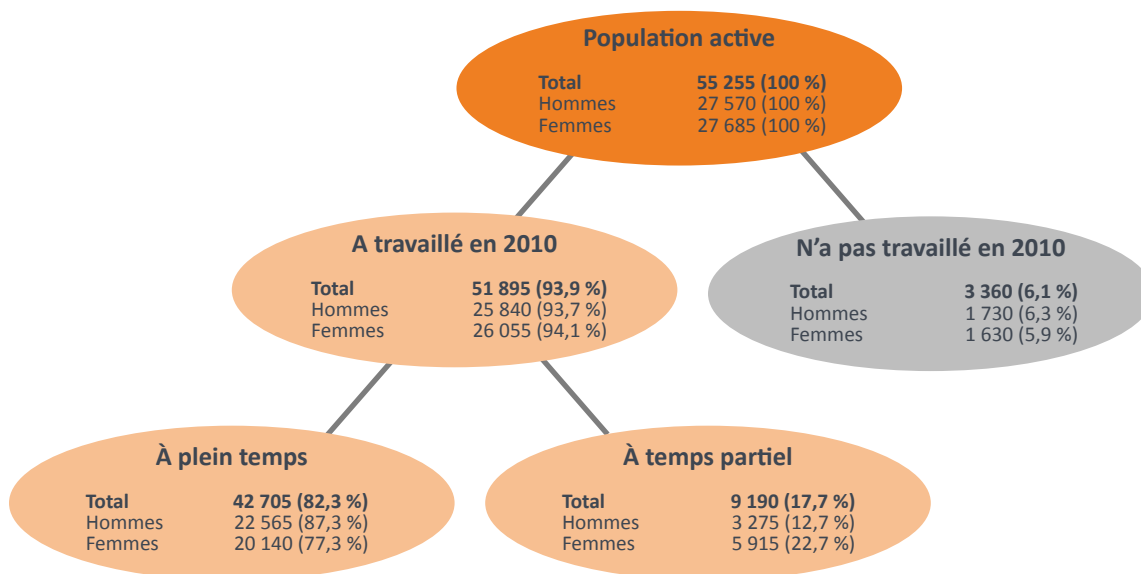 Population active
Total 55 255 (100 %)
Hommes 27 570 (100 %)
Femmes 27 685 (100 %)
A travaillé en 2010
Total 51 895 (93,9 %)
Hommes 25 840 (93,7 %)
Femmes 26 055 (94,1 %)
N'a pas travaillé en 2010
Total 3 360 (6,1 %)
Hommes 1 730 (6,3 %)
Femmes 1 630 (5,9 %)
À plein temps
Total 42 705 (82,3 %)
Hommes 22 565 (87,3 %)
Femmes 20 140 (77,3 %)
À temps partiel
Total 9 190 (17,7 %)
Hommes 3 275 (12,7 %)
Femmes 5 915 (22,7 %)